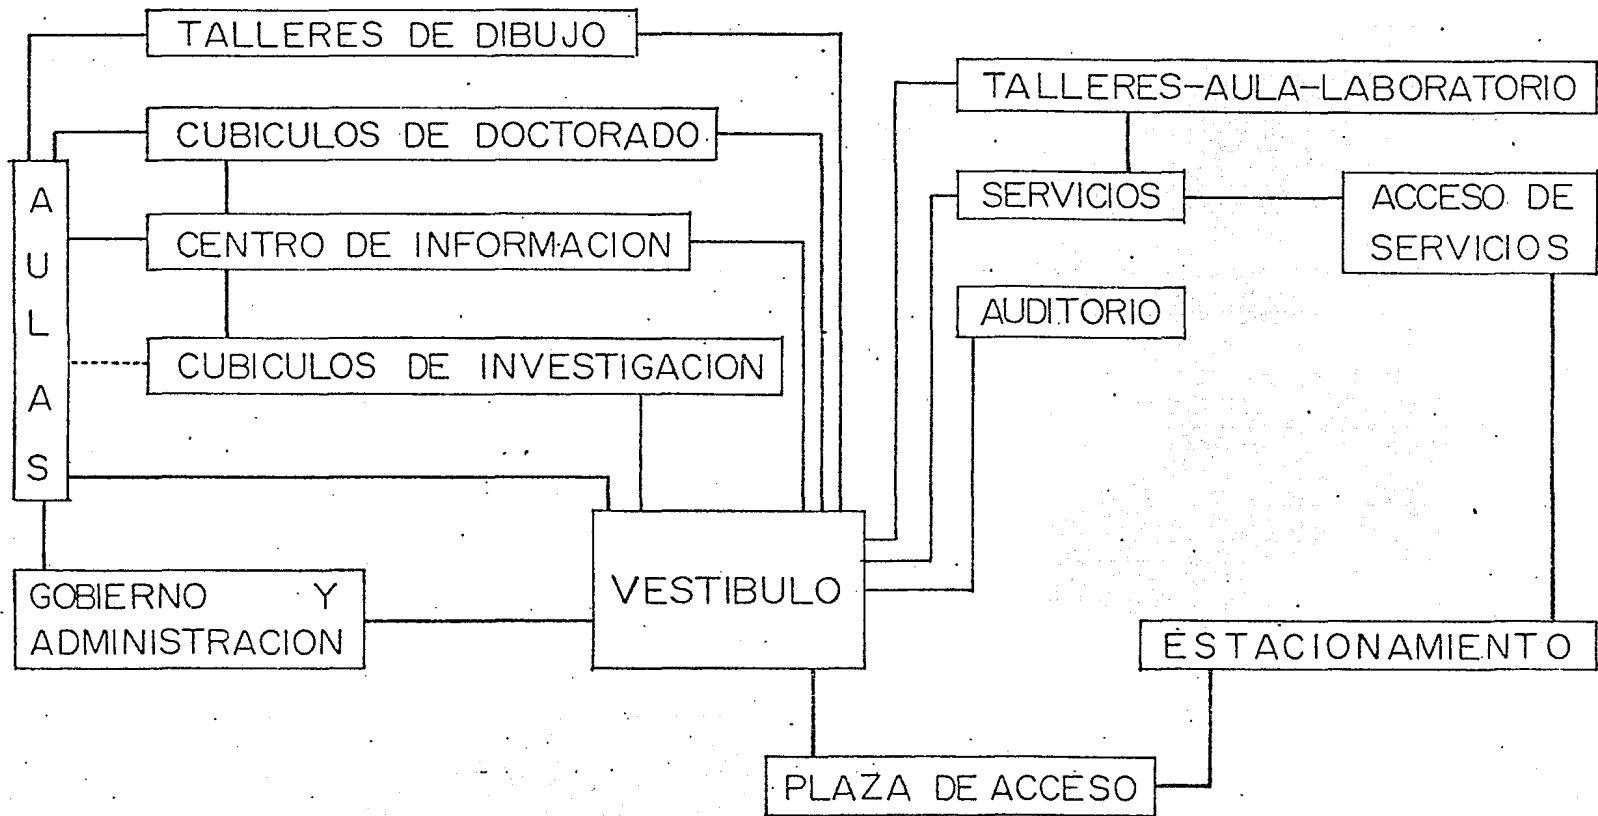 TALLERES DE DIBUJO
CUBICULOS DE DOCTORADO
CENTRO DE INFORMACION
CUBICULOS DE INVESTIGACION
AULAS
GOBIERNO Y
ADMINISTRACION
VESTIBULO
TALLERES-AULA-LABORATORIO
SERVICIOS
ACCESO DE
SERVICIOS
AUDITORIO
ESTACIONAMIENTO
PLAZA DE ACCESO